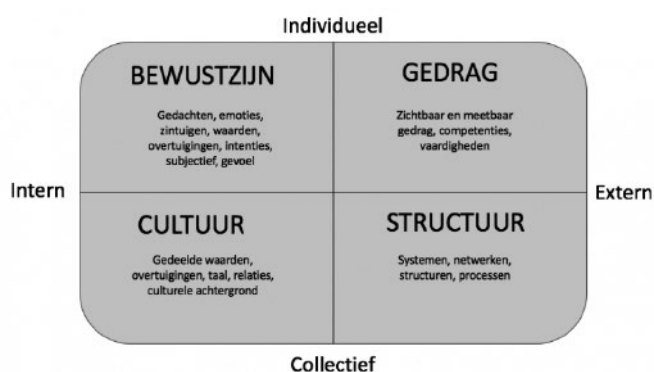 Individueel
BEWUSTZIJN
Gedachten, emoties,
zintuigen, waarden,
overtuigingen, intenties,
subjectief, gevoel
GEDRAG
Zichtbaar en meetbaar
gedrag, competenties,
vaardigheden
Intern
Extern
CULTUUR
Gedeelde waarden,
overtuigingen, taal, relaties,
culturele achtergrond
STRUCTUUR
Systemen, netwerken,
structuren, processen
Collectief